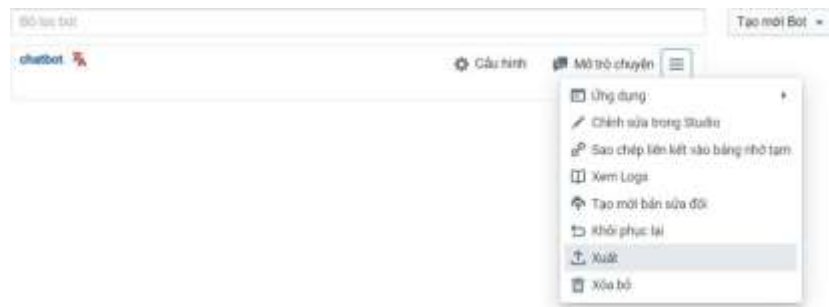 Bộ lọc bot
Tạo mới Bot
chatbot
Cấu hình
Mở trò chuyện
Ứng dụng
Chỉnh sửa trong Studio
Sao chép liên kết vào bảng nhớ tạm
Xem Logs
Tạo mới bản sửa đổi
Khôi phục lại
Xuất
Xóa bỏ